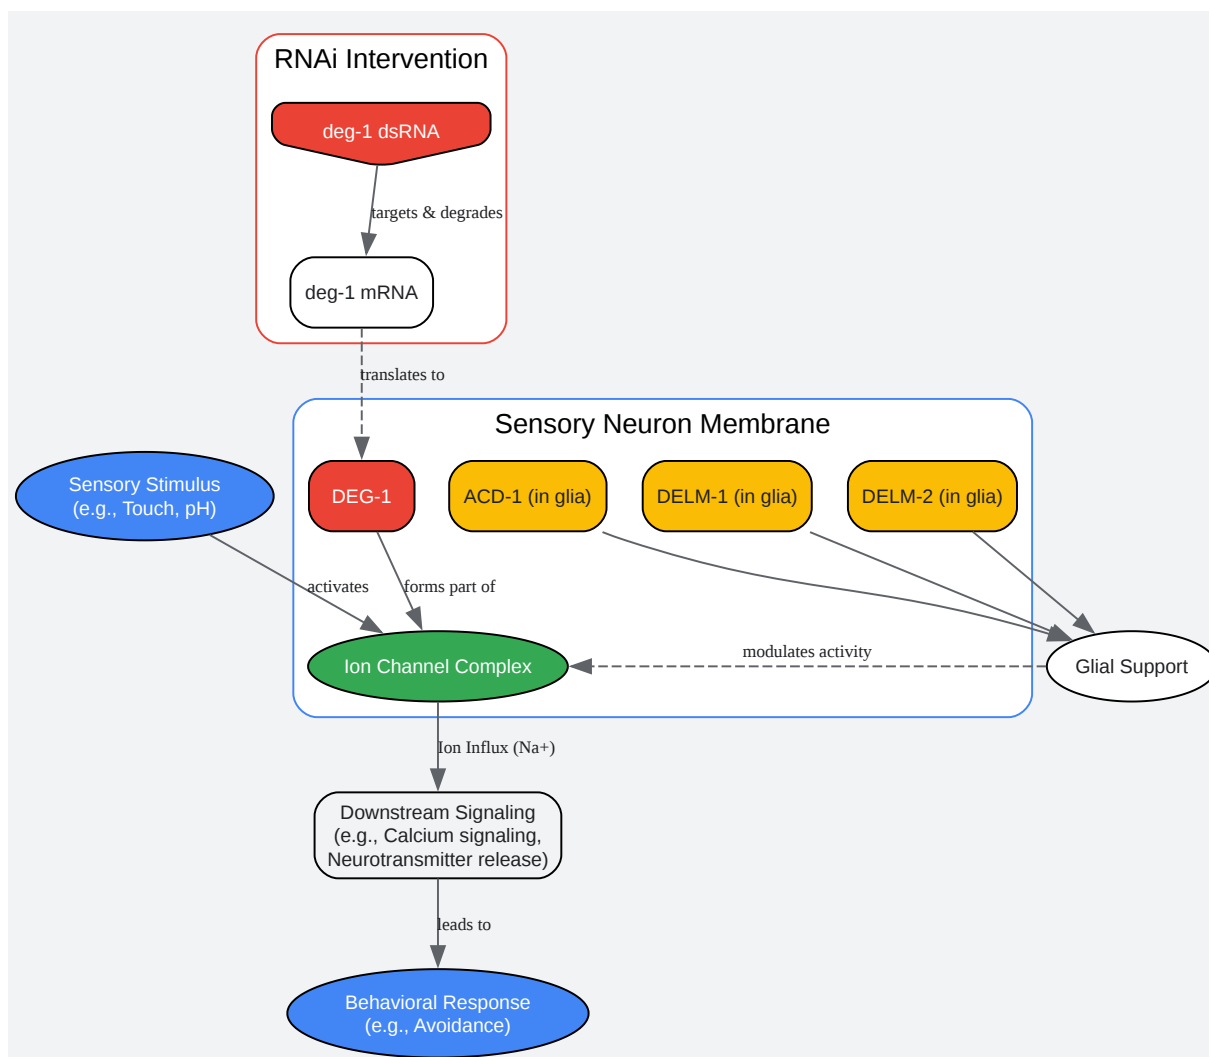 RNAi Intervention
deg-1 dsRNA
targets & degrades
deg-1 mRNA
translates to
Sensory Neuron Membrane
Sensory Stimulus
(e.g., Touch, pH)
DEG-1
ACD-1 (in glia)
DELM-1 (in glia)
DELM-2 (in glia)
activates
forms part of
Ion Channel Complex
modulates activity
Glial Support
Ion Influx (Na+)
Downstream Signaling
(e.g., Calcium signaling,
Neurotransmitter release)
leads to
Behavioral Response
(e.g., Avoidance)